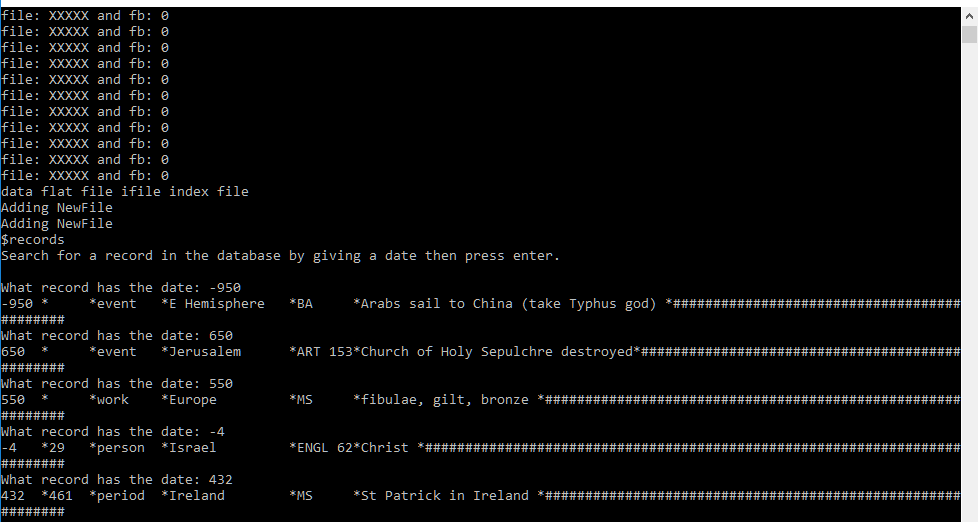 file: XXXXX and fb: 0
file: XXXXX and fb: 0
file: XXXXX and fb: 0
file: XXXXX and fb: 0
file: XXXXX and fb: 0
file: XXXXX and fb: 0
file: XXXXX and fb: 0
file: XXXXX and fb: 0
file: XXXXX and fb: 0
file: XXXXX and fb: 0
file: XXXXX and fb: 0
data flat file ifile index file
Adding NewFile
Adding NewFile
$records
Search for a record in the database by giving a date then press enter.
What record has the date: -950
-950 *     *event   *E Hemisphere   *BA     *Arabs sail to China (take Typhus god) *####################################
########
What record has the date: 650
650  *     *event   *Jerusalem      *ART 153*Church of Holy Sepulchre destroyed*########################################
########
What record has the date: 550
550  *     *work    *Europe         *MS     *fibulae, gilt, bronze *####################################################
########
What record has the date: -4
-4   *29   *person  *Israel         *ENGL 62*Christ *##################################################################
########
What record has the date: 432
432  *461  *period  *Ireland        *MS     *St Patrick in Ireland *####################################################
########